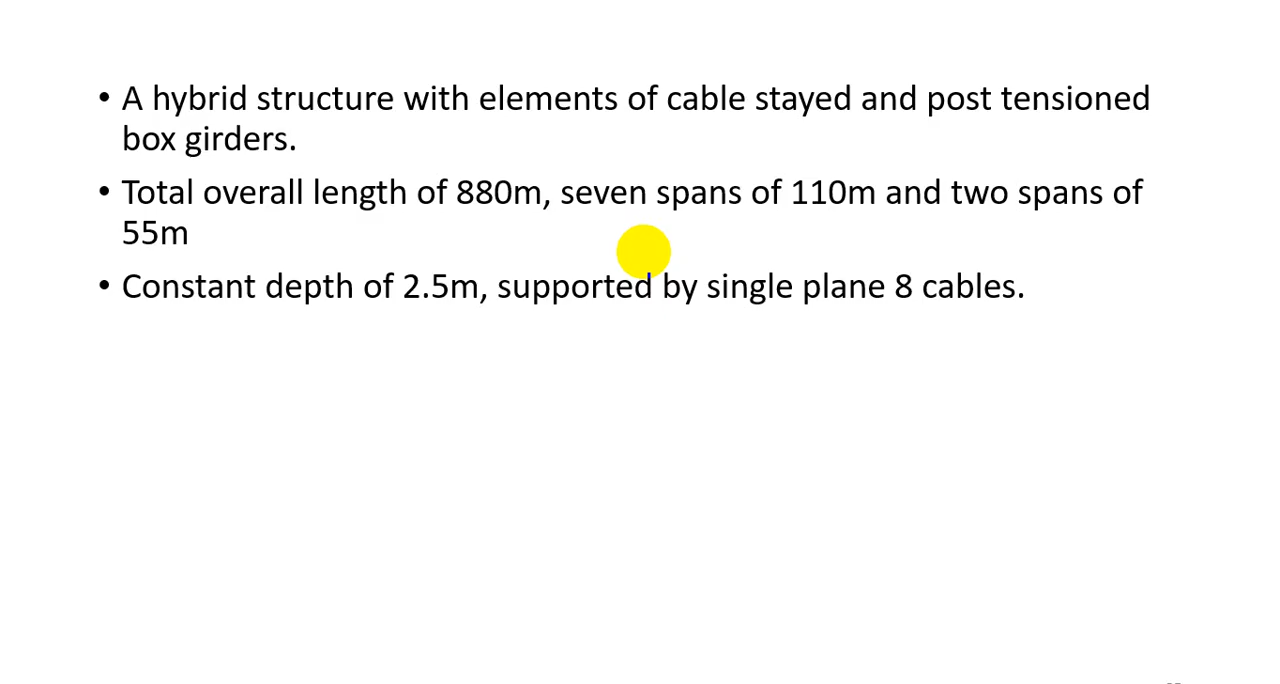 • A hybrid structure with elements of cable stayed and post tensioned
box girders.
• Total overall length of 880m, seven spans of 110m and two spans of
55m
• Constant depth of 2.5m, supported by single plane 8 cables.